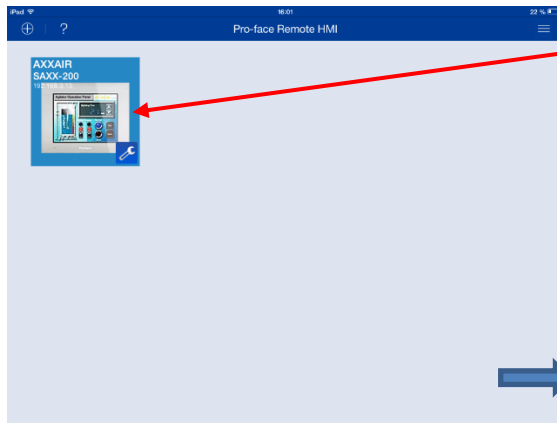 iPad
16:01
22 %
?
Pro-face Remote HMI
AXXAIR
SAXX-200